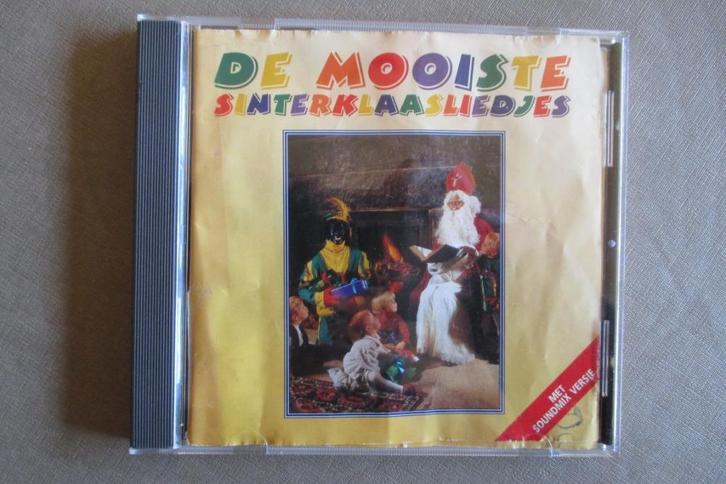 DE MOOISTE
SINTERKLAASLIEDJES
MET
SOUNDMIX VERSIE